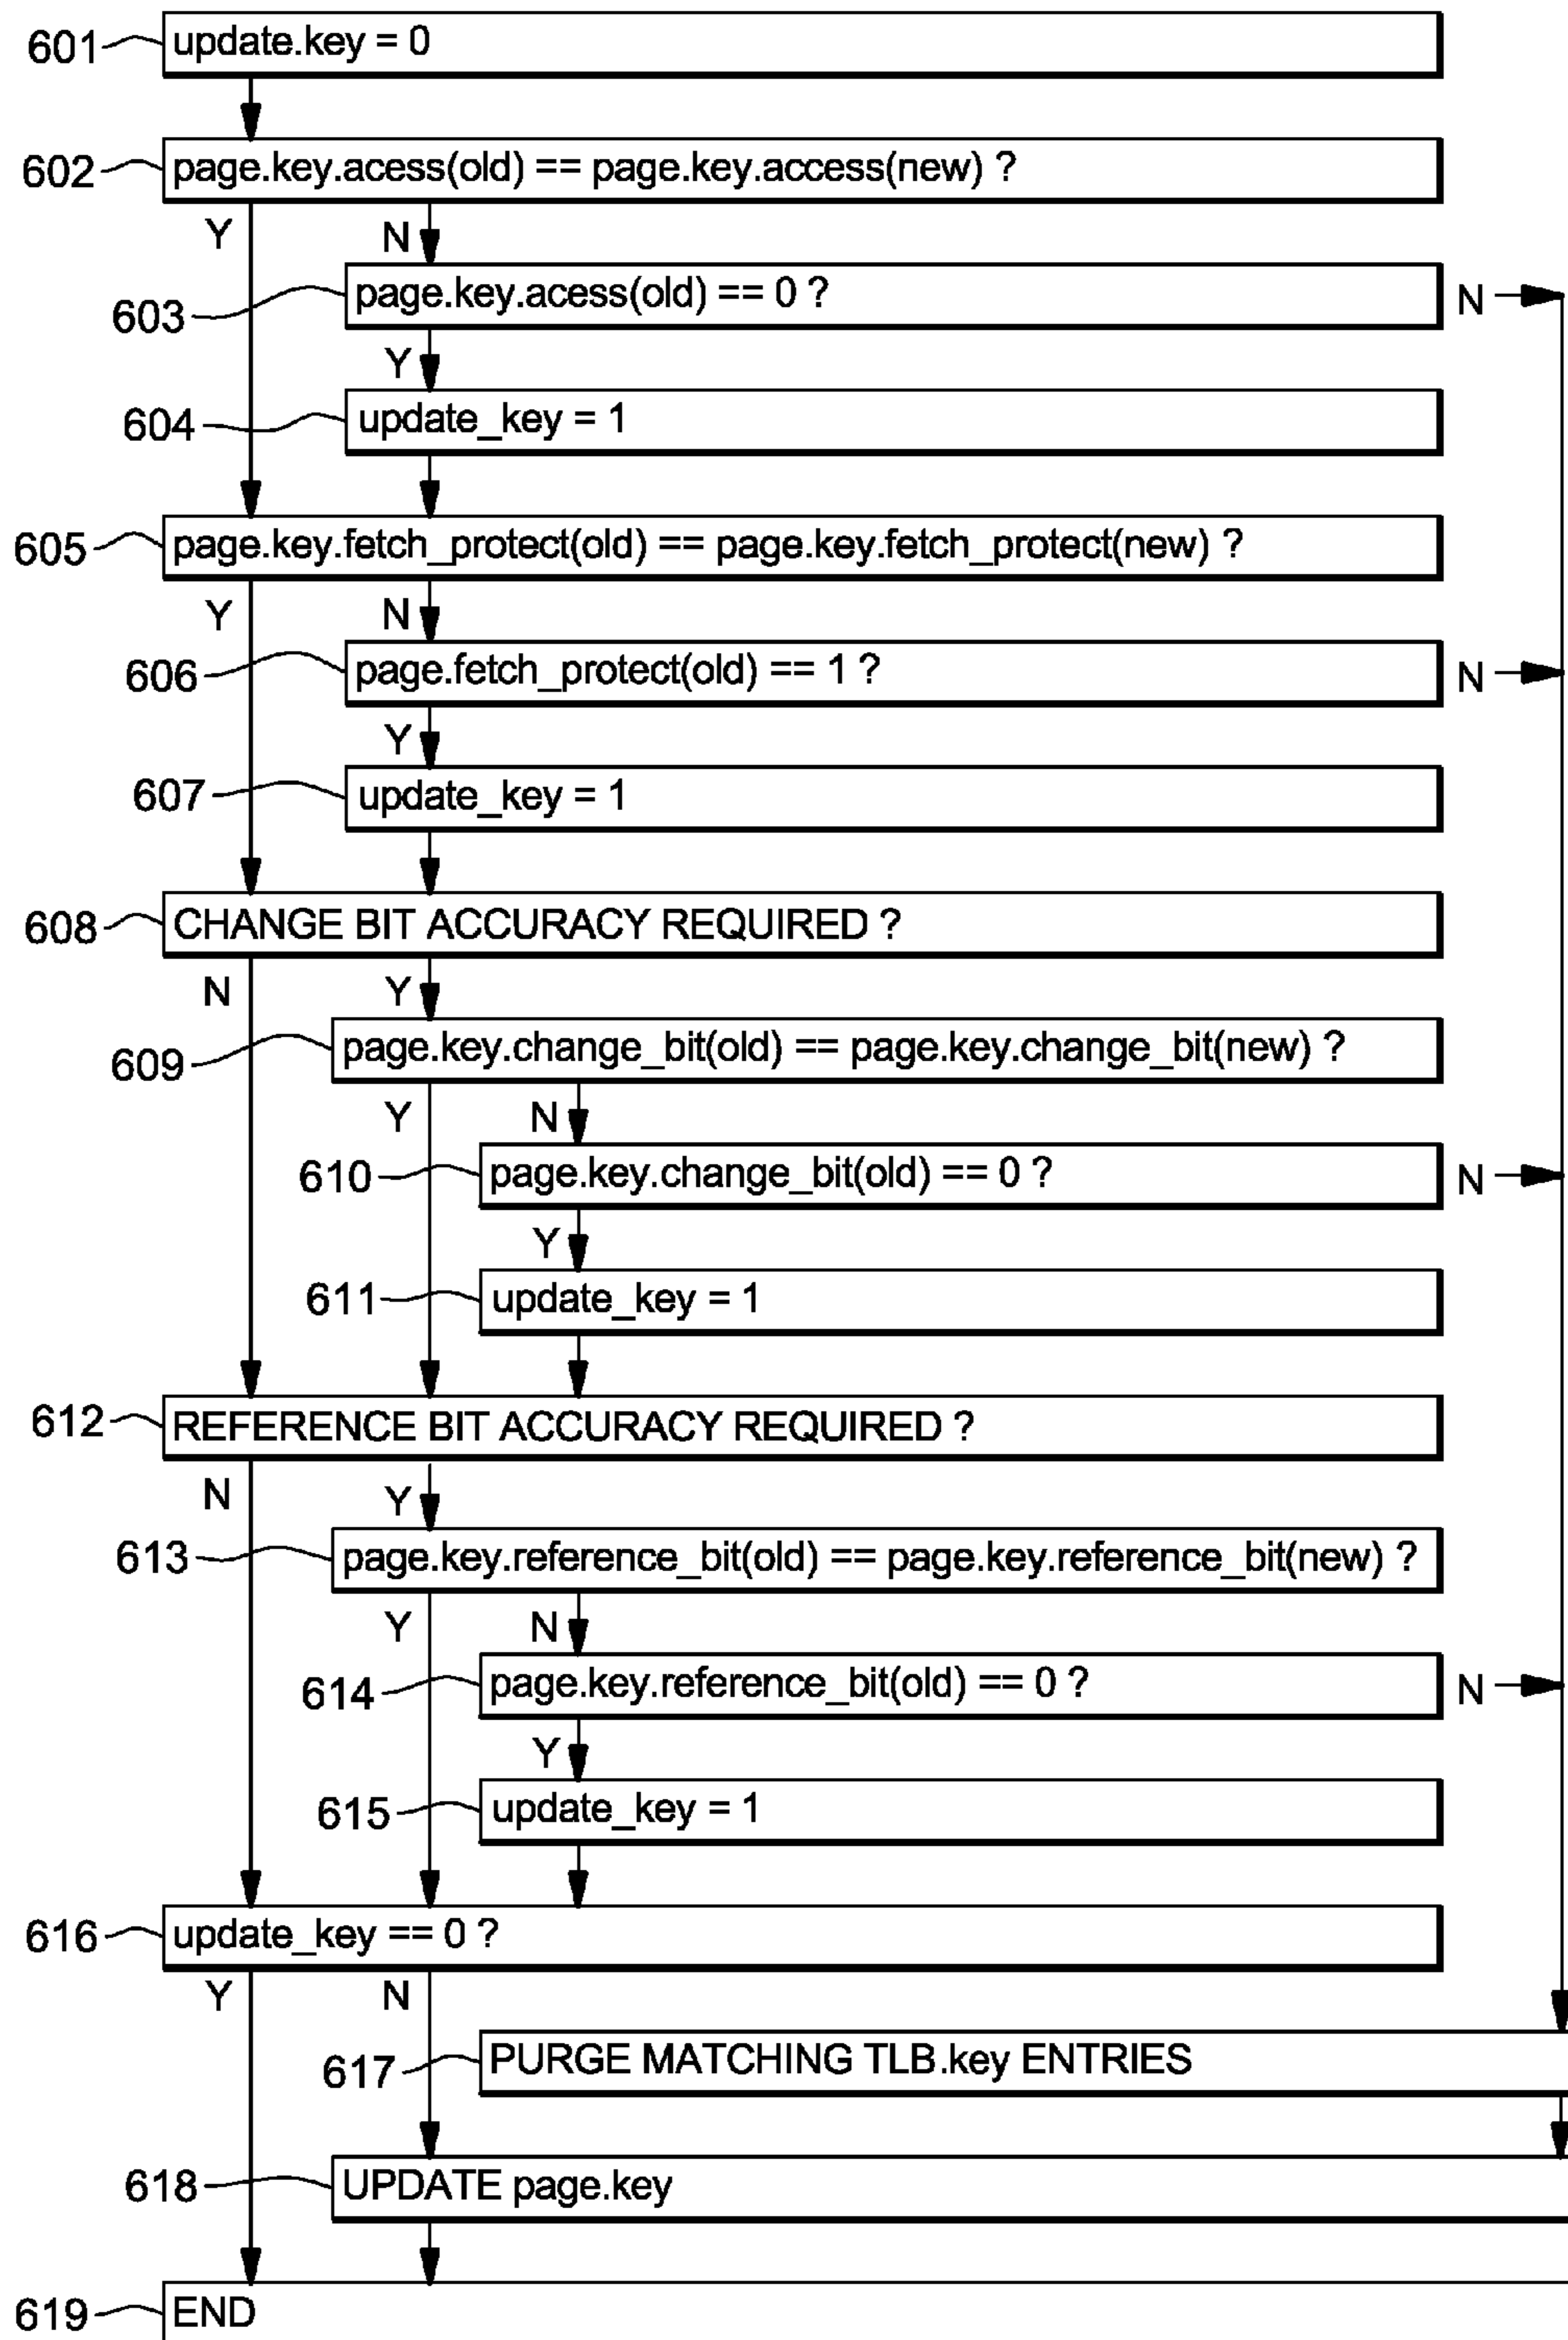 601 update.key = 0
602 page.key.acess(old) == page.key.access(new) ?
Y N
603 page.key.acess(old) == 0 ? N
Y
604 update_key = 1
605 page.key.fetch_protect(old) == page.key.fetch_protect(new) ?
Y N
606 page.fetch_protect(old) == 1 ? N
Y
607 update_key = 1
608 CHANGE BIT ACCURACY REQUIRED ?
N Y
609 page.key.change_bit(old) == page.key.change_bit(new) ?
Y N
610 page.key.change_bit(old) == 0 ? N
Y
611 update_key = 1
612 REFERENCE BIT ACCURACY REQUIRED ?
N Y
613 page.key.reference_bit(old) == page.key.reference_bit(new) ?
Y N
614 page.key.reference_bit(old) == 0 ? N
Y
615 update_key = 1
616 update_key == 0 ?
Y N
617 PURGE MATCHING TLB.key ENTRIES
618 UPDATE page.key
619 END